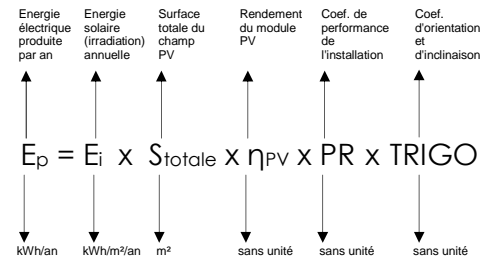 Energie
électrique
produite
par an
Energie
solaire
(irradiation)
annuelle
Surface
totale du
champ
PV
Rendement
du module
PV
Coef. de
performance
de
l'installation
Coef.
d'orientation
et
d'inclinaison
Ep = Ei x Stotale x ηPV x PR x TRIGO
kWh/an kWh/m²/an m² sans unité sans unité sans unité